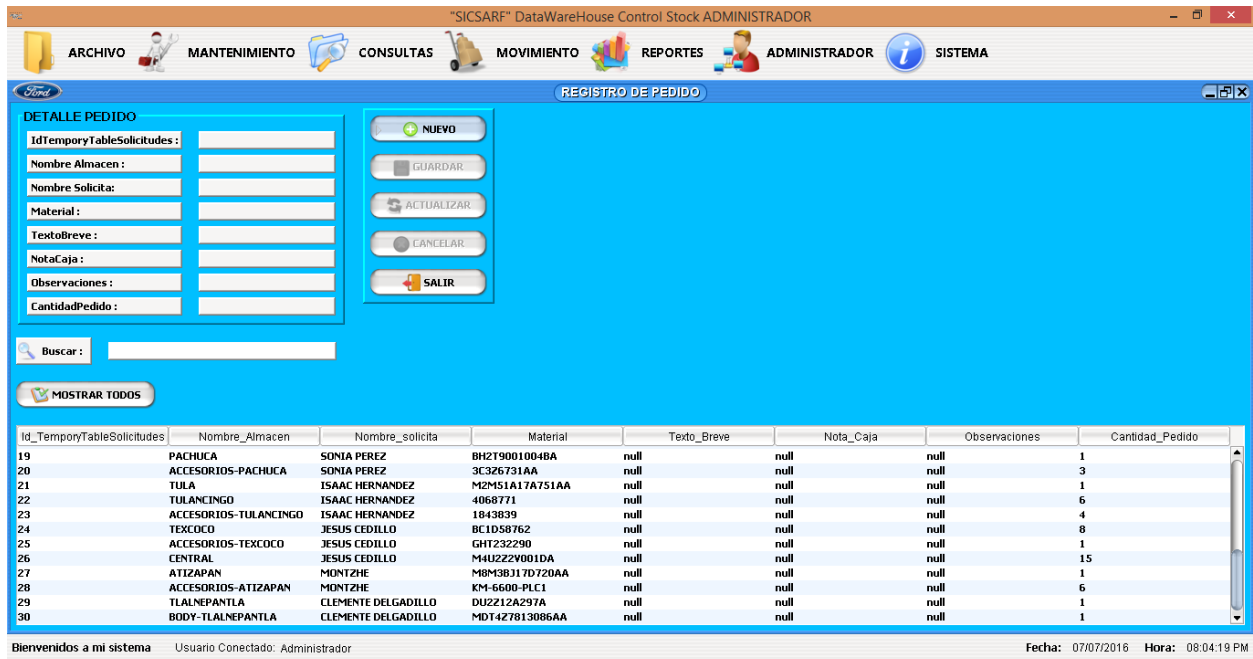 "SICSARF" DataWareHouse Control Stock ADMINISTRADOR
ARCHIVO MANTENIMIENTO CONSULTAS MOVIMIENTO REPORTES ADMINISTRADOR SISTEMA
Ford REGISTRO DE PEDIDO
DETALLE PEDIDO
IdTemporyTableSolicitudes :
Nombre Almacen :
Nombre Solicita:
Material :
TextoBreve :
NotaCaja :
Observaciones :
CantidadPedido :
NUEVO
GUARDAR
ACTUALIZAR
CANCELAR
SALIR
Buscar :
MOSTRAR TODOS
Id_TemporyTableSolicitudes Nombre_Almacen Nombre_solicita Material Texto_Breve Nota_Caja Observaciones Cantidad_Pedido
19 PACHUCA SONIA PEREZ BH2T9001004BA null null null 1
20 ACCESORIOS-PACHUCA SONIA PEREZ 3C3Z6731AA null null null 3
21 TULA ISAAC HERNANDEZ M2M51A17A751AA null null null 1
22 TULANCINGO ISAAC HERNANDEZ 4068771 null null null 6
23 ACCESORIOS-TULANCINGO ISAAC HERNANDEZ 1843839 null null null 4
24 TEXCOCO JESUS CEDILLO BC1D58762 null null null 8
25 ACCESORIOS-TEXCOCO JESUS CEDILLO GHT232290 null null null 1
26 CENTRAL JESUS CEDILLO M4U2Z2V001DA null null null 15
27 ATIZAPAN MONTZHE M8M3BJ17D720AA null null null 1
28 ACCESORIOS-ATIZAPAN MONTZHE KM-6600-PLC1 null null null 6
29 TLALNEPANTLA CLEMENTE DELGADILLO DU2Z12A297A null null null 1
30 BODY-TLALNEPANTLA CLEMENTE DELGADILLO MDT4Z7813086AA null null null 1
Bienvenidos a mi sistema Usuario Conectado: Administrador Fecha: 07/07/2016 Hora: 08:04:19 PM